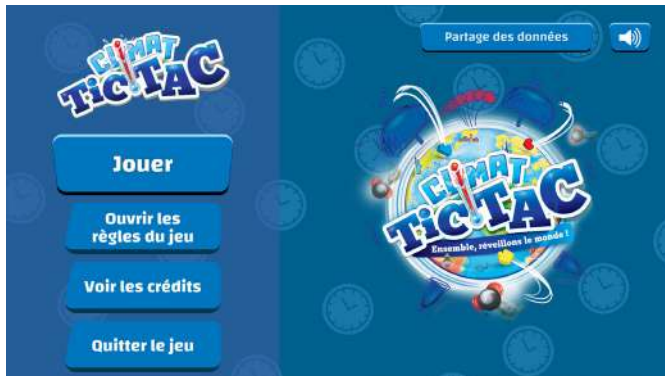 CLIMAT
TIC!TAC
Jouer
Ouvrir les
règles du jeu
Voir les crédits
Quitter le jeu
Partage des données
CLIMAT
TIC!TAC
Ensemble, réveillons le monde !